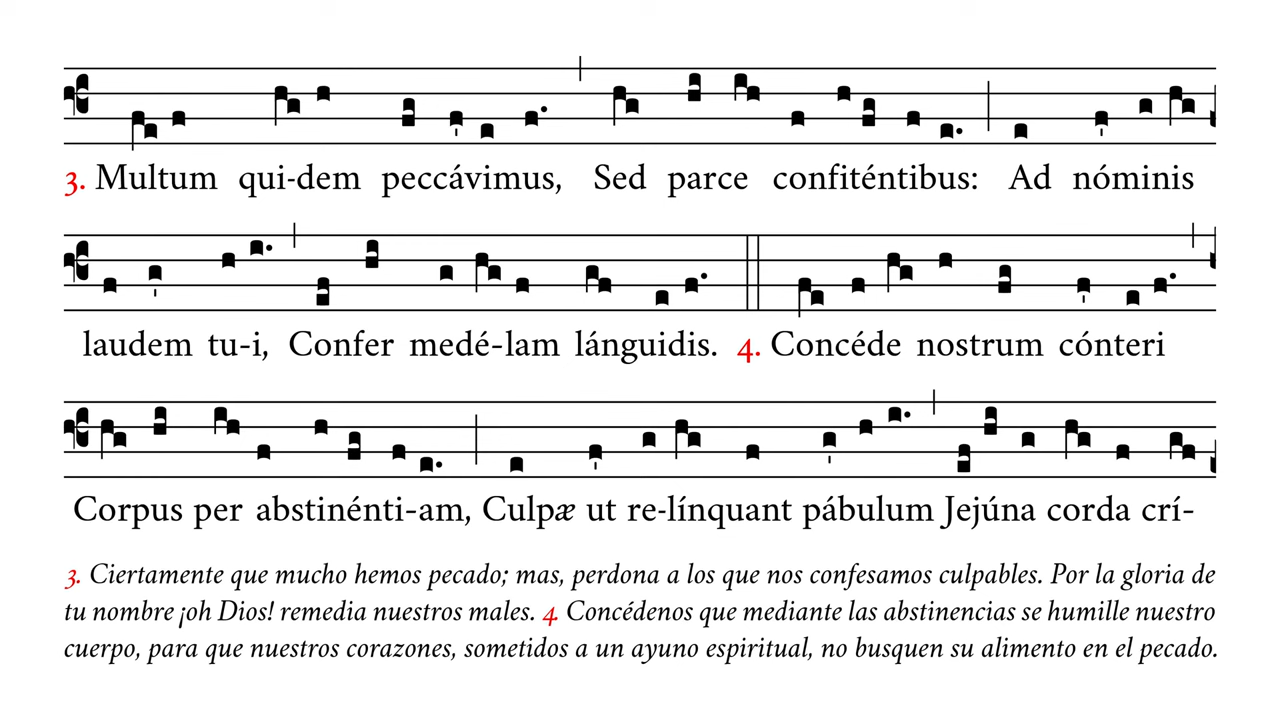 3. Multum qui-dem peccávimus, Sed parce confiténtibus: Ad nóminis
laudem tu-i, Confer medé-lam lánguidis. 4. Concéde nostrum cónteri
Corpus per abstinénti-am, Culpæ ut re-línquant pábulum Jejúna corda crí-
3. Ciertamente que mucho hemos pecado; mas, perdona a los que nos confesamos culpables. Por la gloria de
tu nombre ¡oh Dios! remedia nuestros males. 4. Concédenos que mediante las abstinencias se humille nuestro
cuerpo, para que nuestros corazones, sometidos a un ayuno espiritual, no busquen su alimento en el pecado.